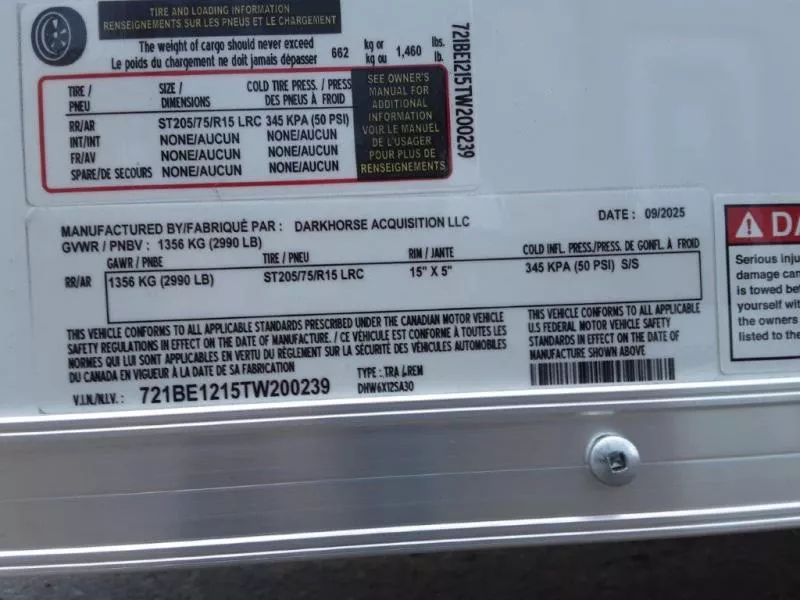 TIRE AND LOADING INFORMATION
RENSEIGNEMENTS SUR LES PNEUS ET LE CHARGEMENT
The weight of cargo should never exceed
Le poids du chargement ne doit jamais dépasser
662
kg or
kg ou
1,460
lbs.
lb.
TIRE / SIZE / COLD TIRE PRESS. / PRESS
PNEU DIMENSIONS DES PNEUS À FROID
RR/AR ST205/75/R15 LRC 345 KPA (50 PSI)
INT/INT NONE/AUCUN NONE/AUCUN
FR/AV NONE/AUCUN NONE/AUCUN
SPARE/DE SECOURS NONE/AUCUN NONE/AUCUN
SEE OWNER'S
MANUAL FOR
ADDITIONAL
INFORMATION
VOIR LE MANUEL
DE L'USAGER
POUR PLUS DE
RENSEIGNEMENTS
721BE1215TW200239
MANUFACTURED BY/FABRIQUÉ PAR : DARKHORSE ACQUISITION LLC
DATE : 09/2025
GVWR / PNBV : 1356 KG (2990 LB)
GAWR / PNBE TIRE / PNEU RIM / JANTE COLD INFL. PRESS/PRESS. DE GONFL. À FROID
RR/AR 1356 KG (2990 LB) ST205/75/R15 LRC 15" X 5" 345 KPA (50 PSI) S/S
THIS VEHICLE CONFORMS TO ALL APPLICABLE STANDARDS PRESCRIBED UNDER THE CANADIAN MOTOR VEHICLE
SAFETY REGULATIONS IN EFFECT ON THE DATE OF MANUFACTURE. / CE VÉHICULE EST CONFORME À TOUTES LES
NORMES QUI LUI SONT APPLICABLES EN VERTU DU RÈGLEMENT SUR LA SÉCURITÉ DES VÉHICULES AUTOMOBILES
DU CANADA EN VIGUEUR À LA DATE DE SA FABRICATION
THIS VEHICLE CONFORMS TO ALL APPLICABLE
U.S FEDERAL MOTOR VEHICLE SAFETY
STANDARDS IN EFFECT ON THE DATE OF
MANUFACTURE SHOWN ABOVE
V.I.N./N.I.V.: 721BE1215TW200239
TYPE : TRA / REM
DHW6X12SA30
DA
Serious inju
damage can
is towed be
yourself wit
the owners
listed to the